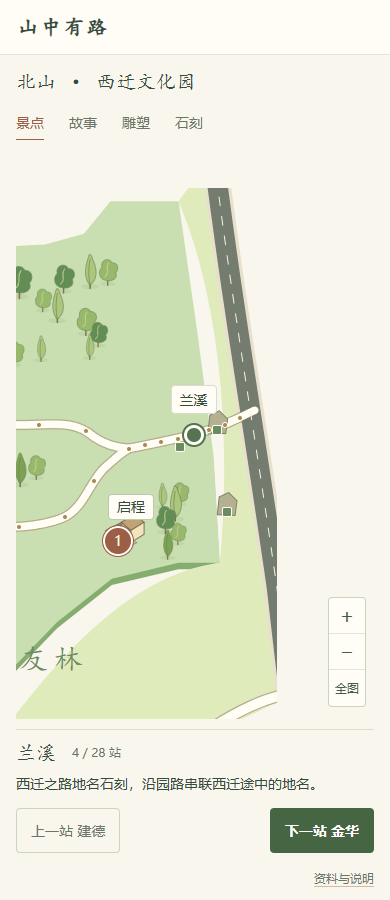 山中有路
北山 • 西迁文化园
景点 故事 雕塑 石刻
兰溪
启程
1
友林
+
−
全图
兰溪 4 / 28 站
西迁之路地名石刻，沿园路串联西迁途中的地名。
上一站 建德 下一站 金华
资料与说明